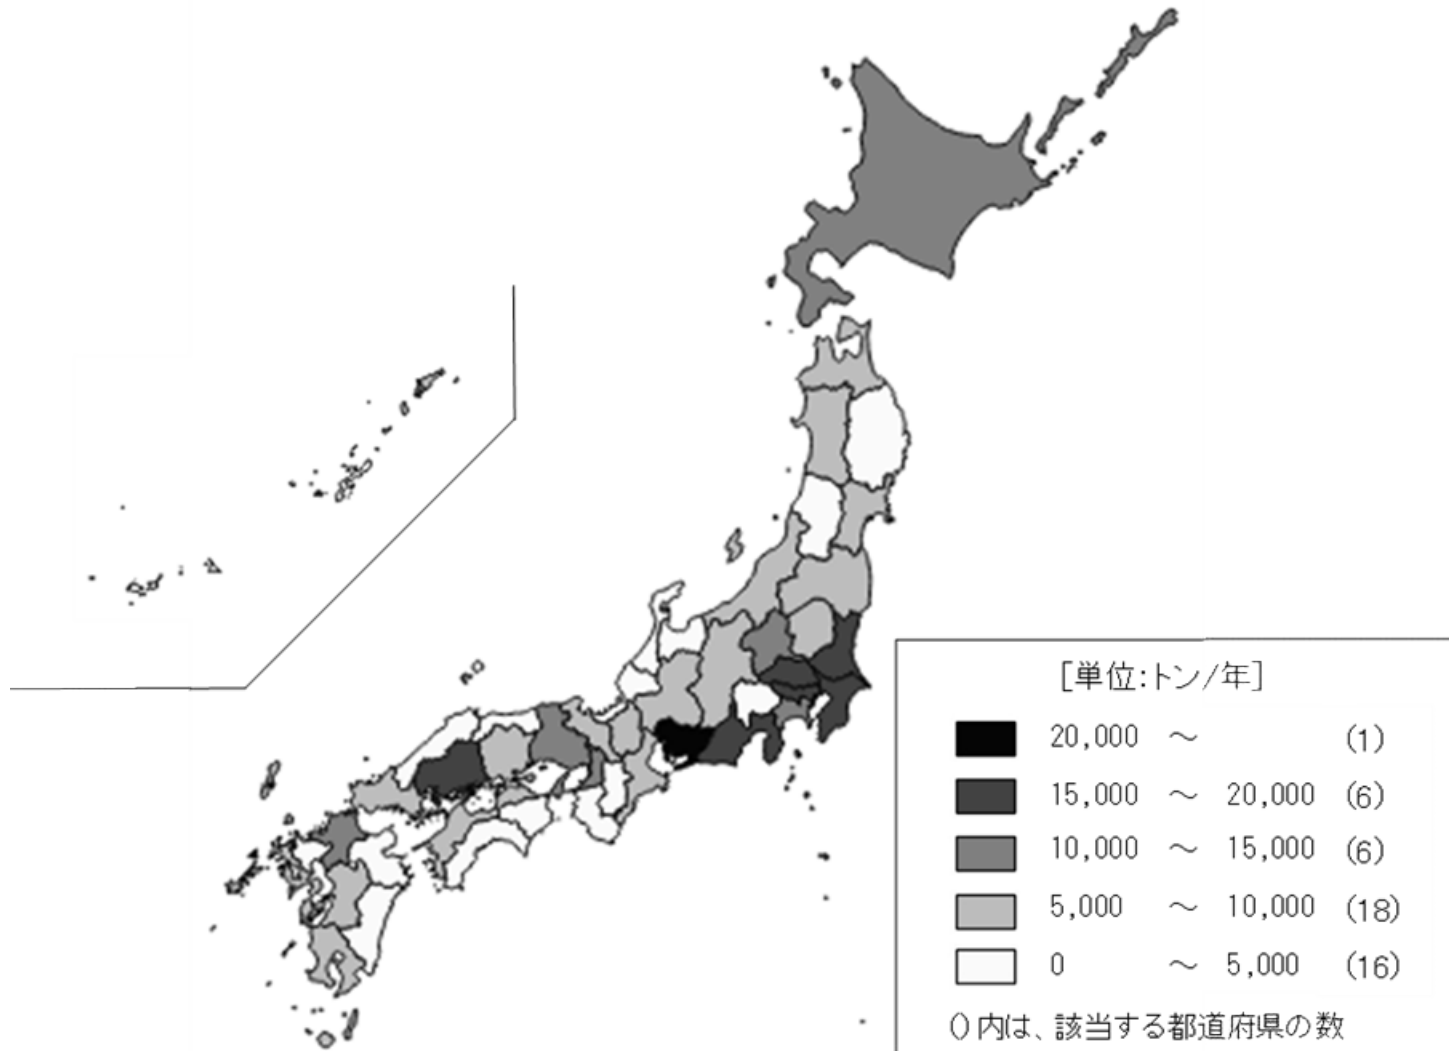 [単位:トン/年]
20,000 ～ (1)
15,000 ～ 20,000 (6)
10,000 ～ 15,000 (6)
5,000 ～ 10,000 (18)
0 ～ 5,000 (16)
()内は、該当する都道府県の数